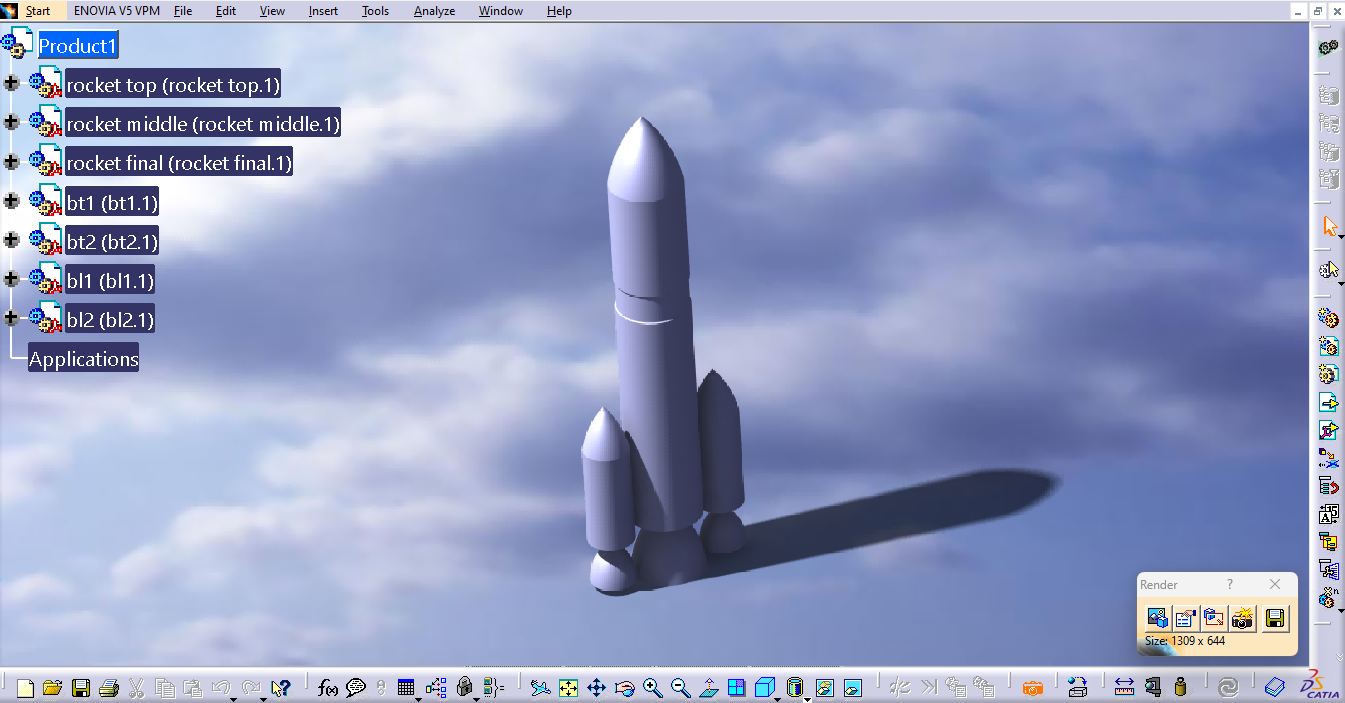 Start ENOVIA V5 VPM File Edit View Insert Tools Analyze Window Help
Product1
rocket top (rocket top.1)
rocket middle (rocket middle.1)
rocket final (rocket final.1)
bt1 (bt1.1)
bt2 (bt2.1)
bl1 (bl1.1)
bl2 (bl2.1)
Applications
Render ?
Size: 1309 x 644
f(x)
CATIA